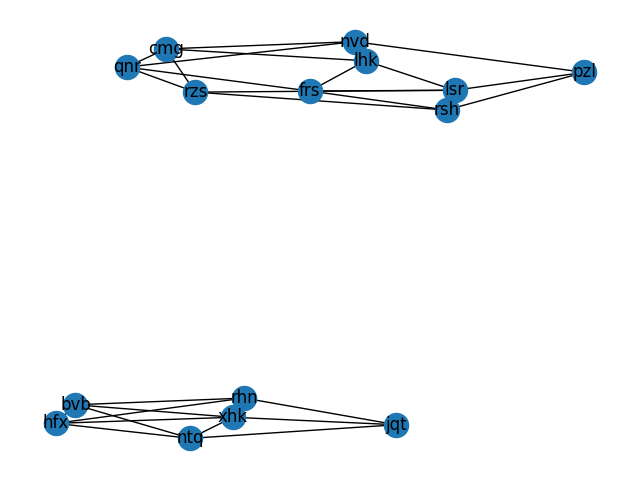 cmg
nvd
lhk
qnr
pzl
rzs
frs
lsr
rsh
bvb
rhn
hfx
xhk
ntq
jqt